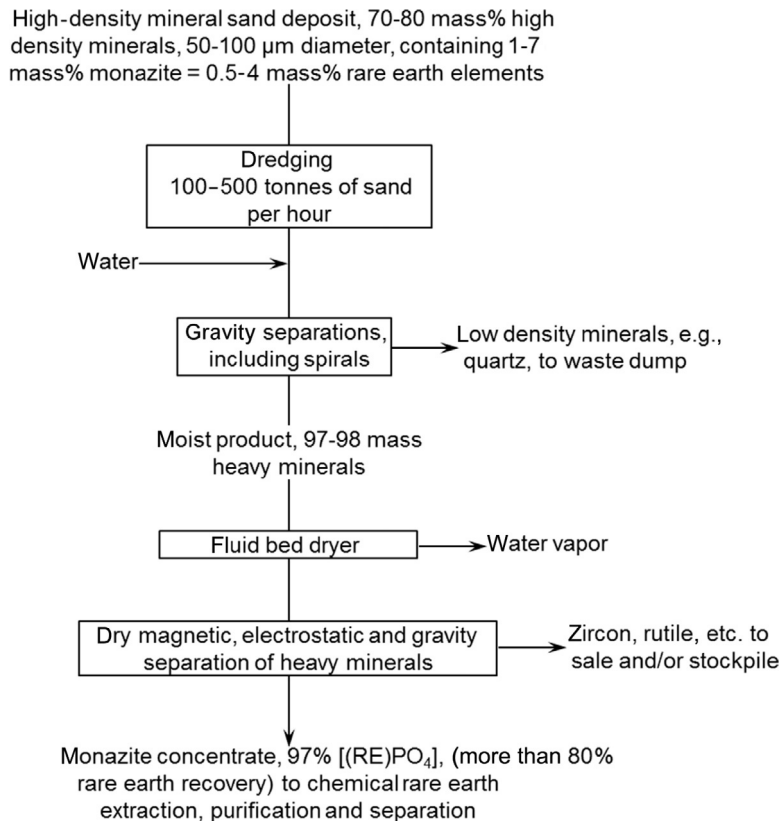 High-density mineral sand deposit, 70-80 mass% high
density minerals, 50-100 μm diameter, containing 1-7
mass% monazite = 0.5-4 mass% rare earth elements
Dredging
100–500 tonnes of sand
per hour
Water
Gravity separations,
including spirals
Low density minerals, e.g.,
quartz, to waste dump
Moist product, 97-98 mass
heavy minerals
Fluid bed dryer
Water vapor
Dry magnetic, electrostatic and gravity
separation of heavy minerals
Zircon, rutile, etc. to
sale and/or stockpile
Monazite concentrate, 97% [(RE)PO₄], (more than 80%
rare earth recovery) to chemical rare earth
extraction, purification and separation